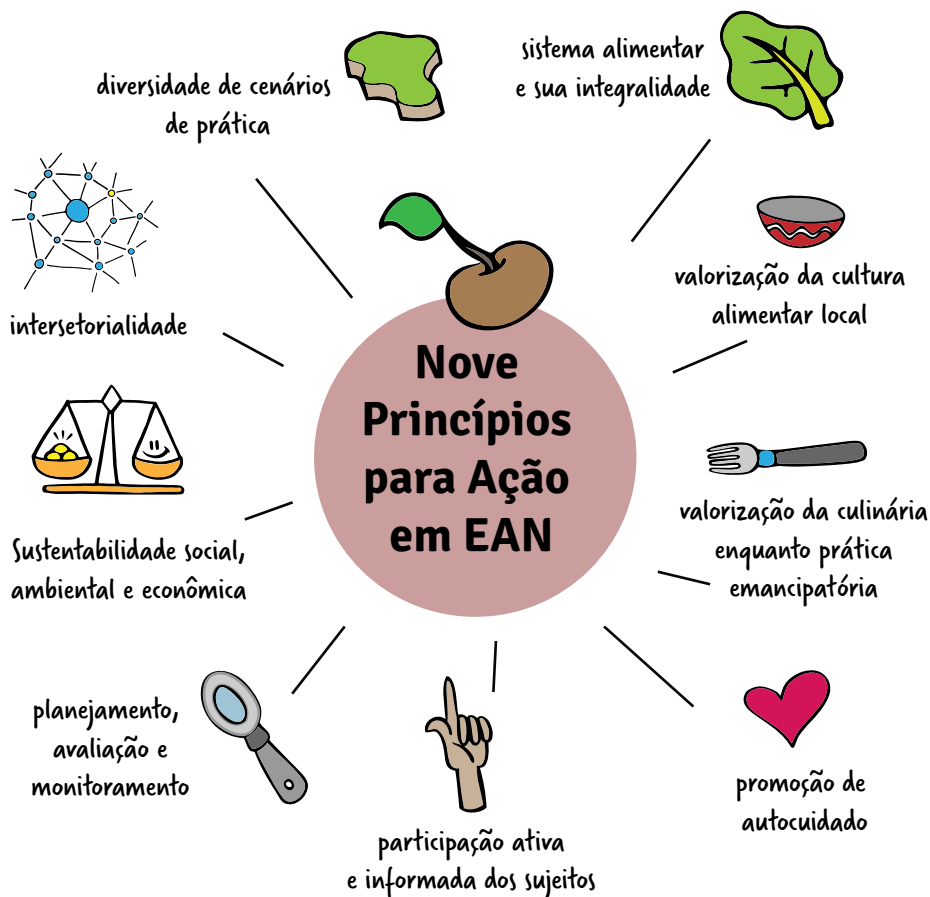 Nove
Princípios
para Ação
em EAN
sistema alimentar
e sua integralidade
valorização da cultura
alimentar local
valorização da culinária
enquanto prática
emancipatória
promoção de
autocuidado
participação ativa
e informada dos sujeitos
planejamento,
avaliação e
monitoramento
Sustentabilidade social,
ambiental e econômica
intersetorialidade
diversidade de cenários
de prática